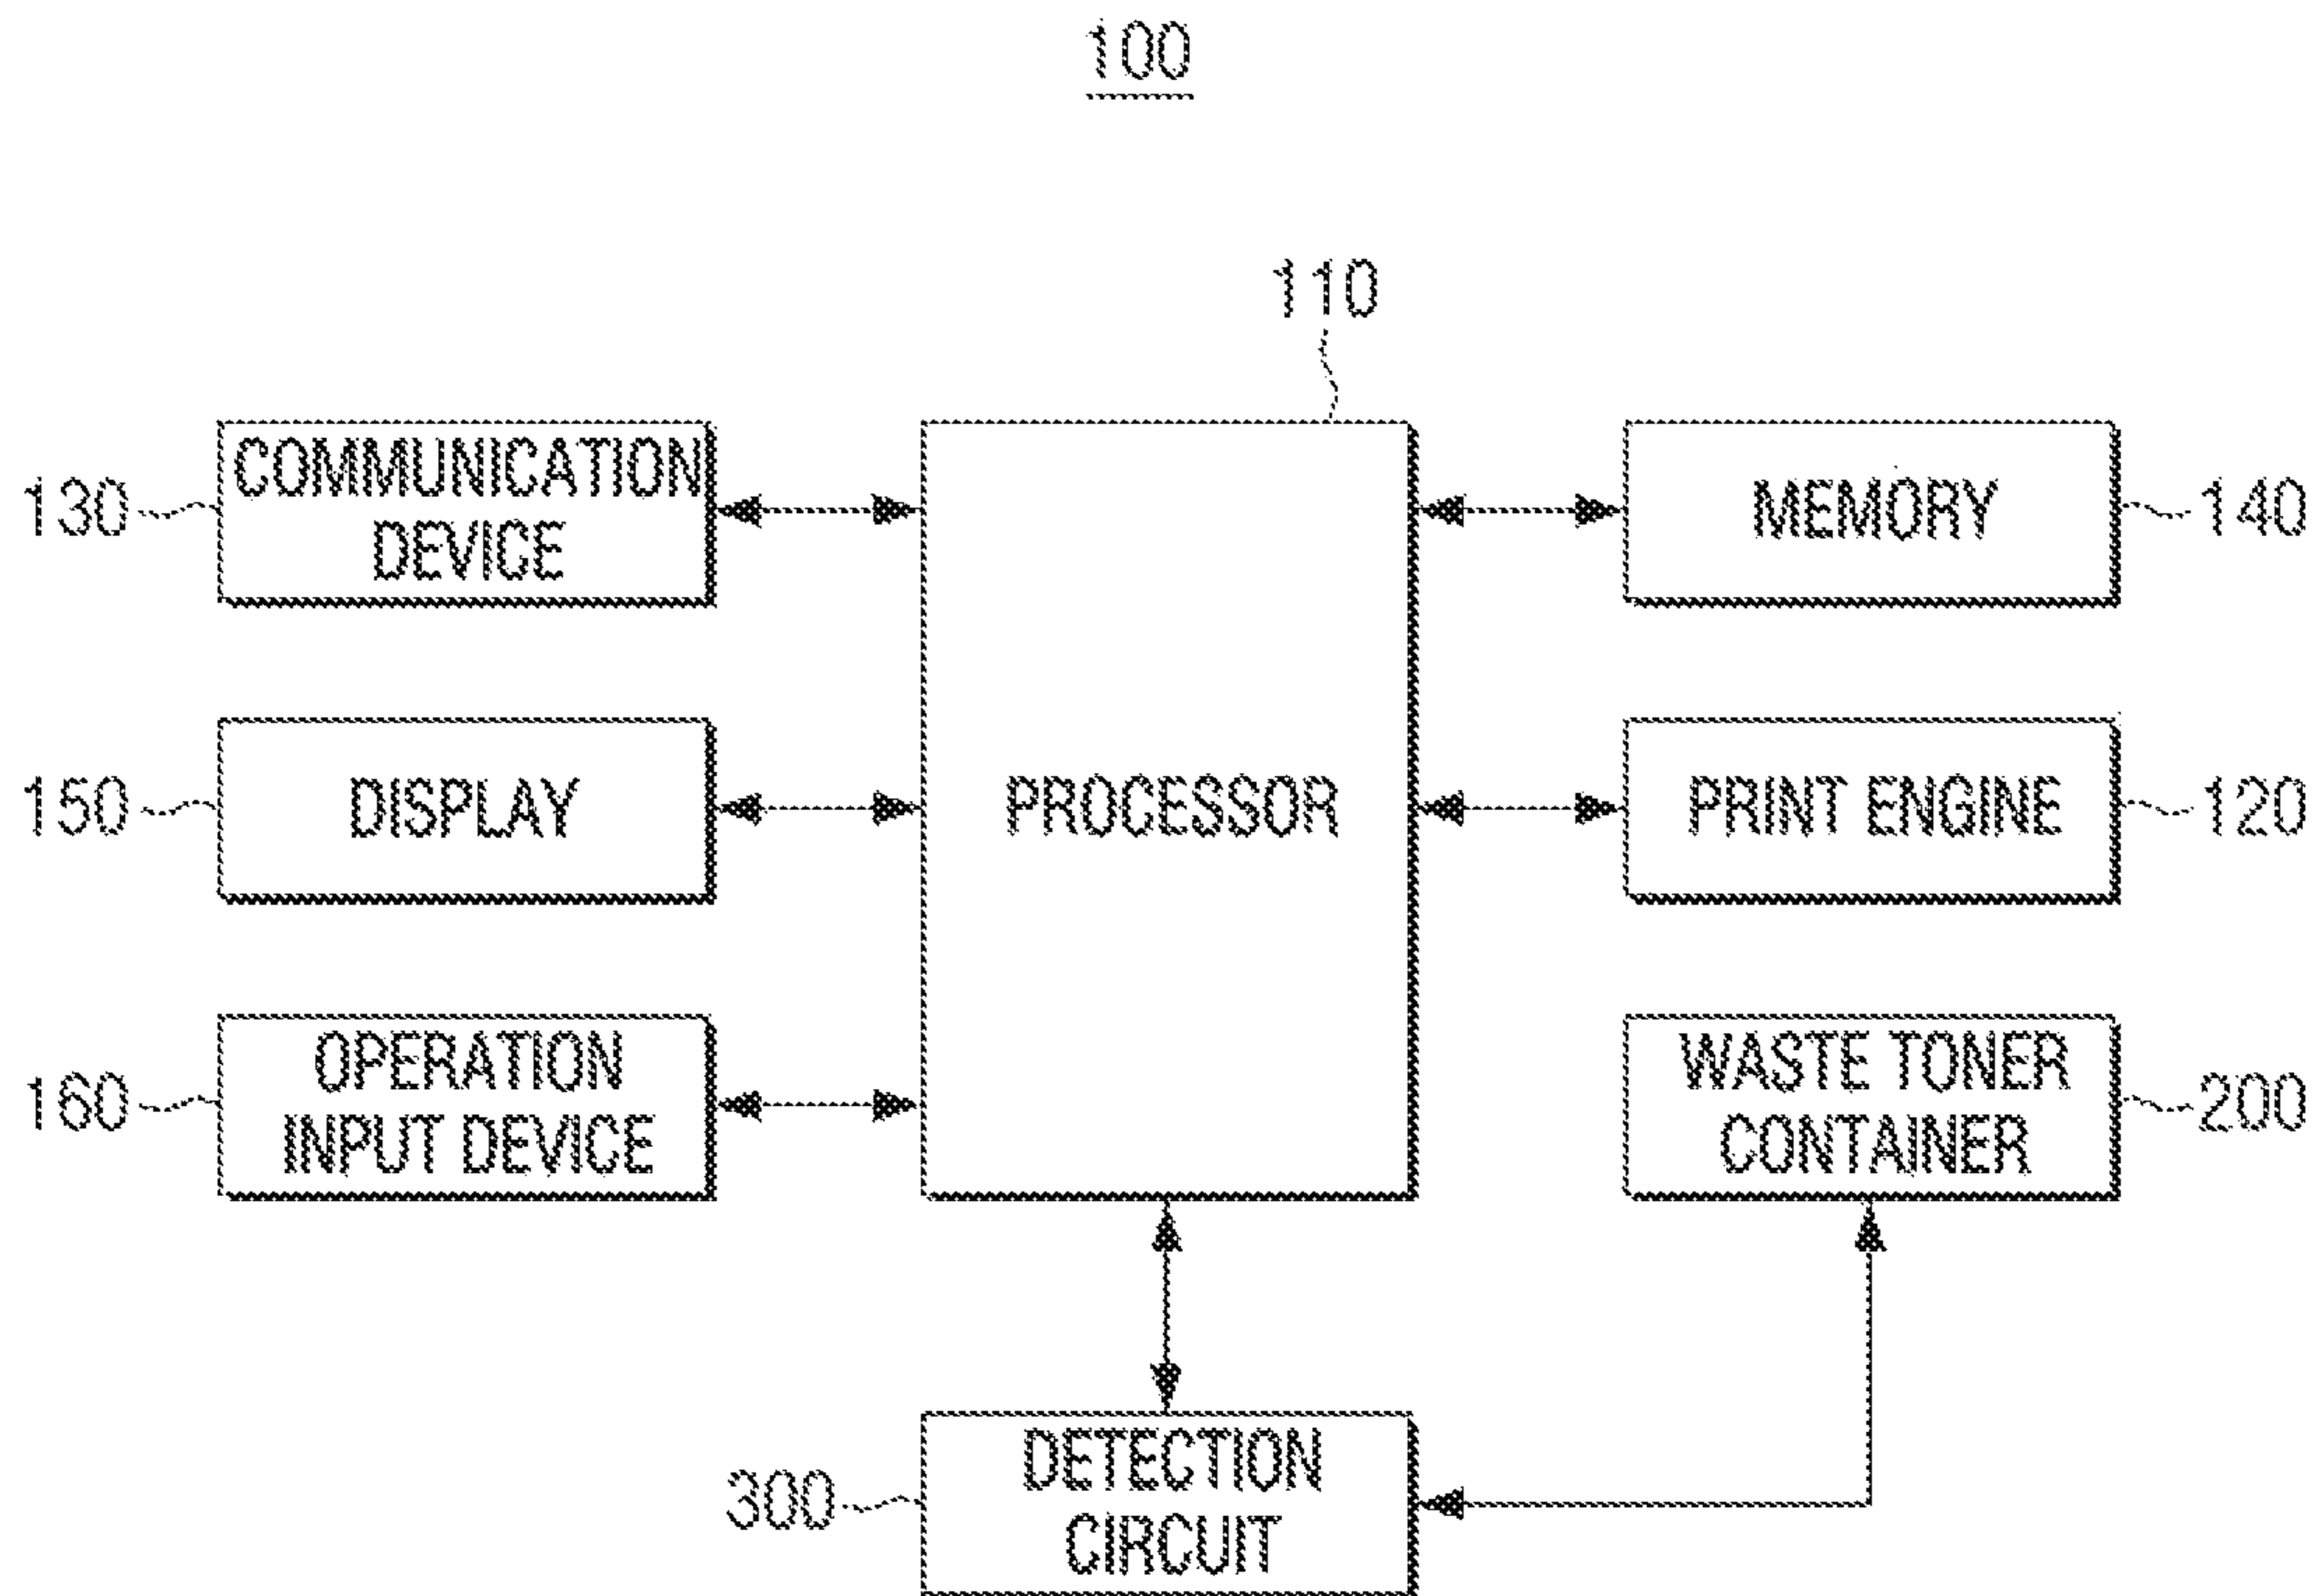 100
110
COMMUNICATION
DEVICE
130
MEMORY
140
150
DISPLAY
PROCESSOR
PRINT ENGINE
120
160
OPERATION
INPUT DEVICE
WASTE TONER
CONTAINER
200
300
DETECTION
CIRCUIT